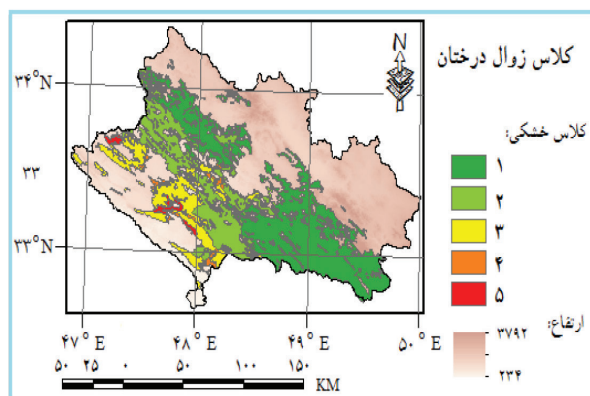 کلاس زوال درختان
کلاس خشکی:
۱
۲
۳
۴
۵
ارتفاع:
۳۷۹۲
۲۳۴
N
۳۴°N
۳۳
۳۳°N
۴۷° E
۴۸° E
۴۹° E
۵۰° E
۵۰ ۲۵ ۰ ۵۰ ۱۰۰ ۱۵۰
KM